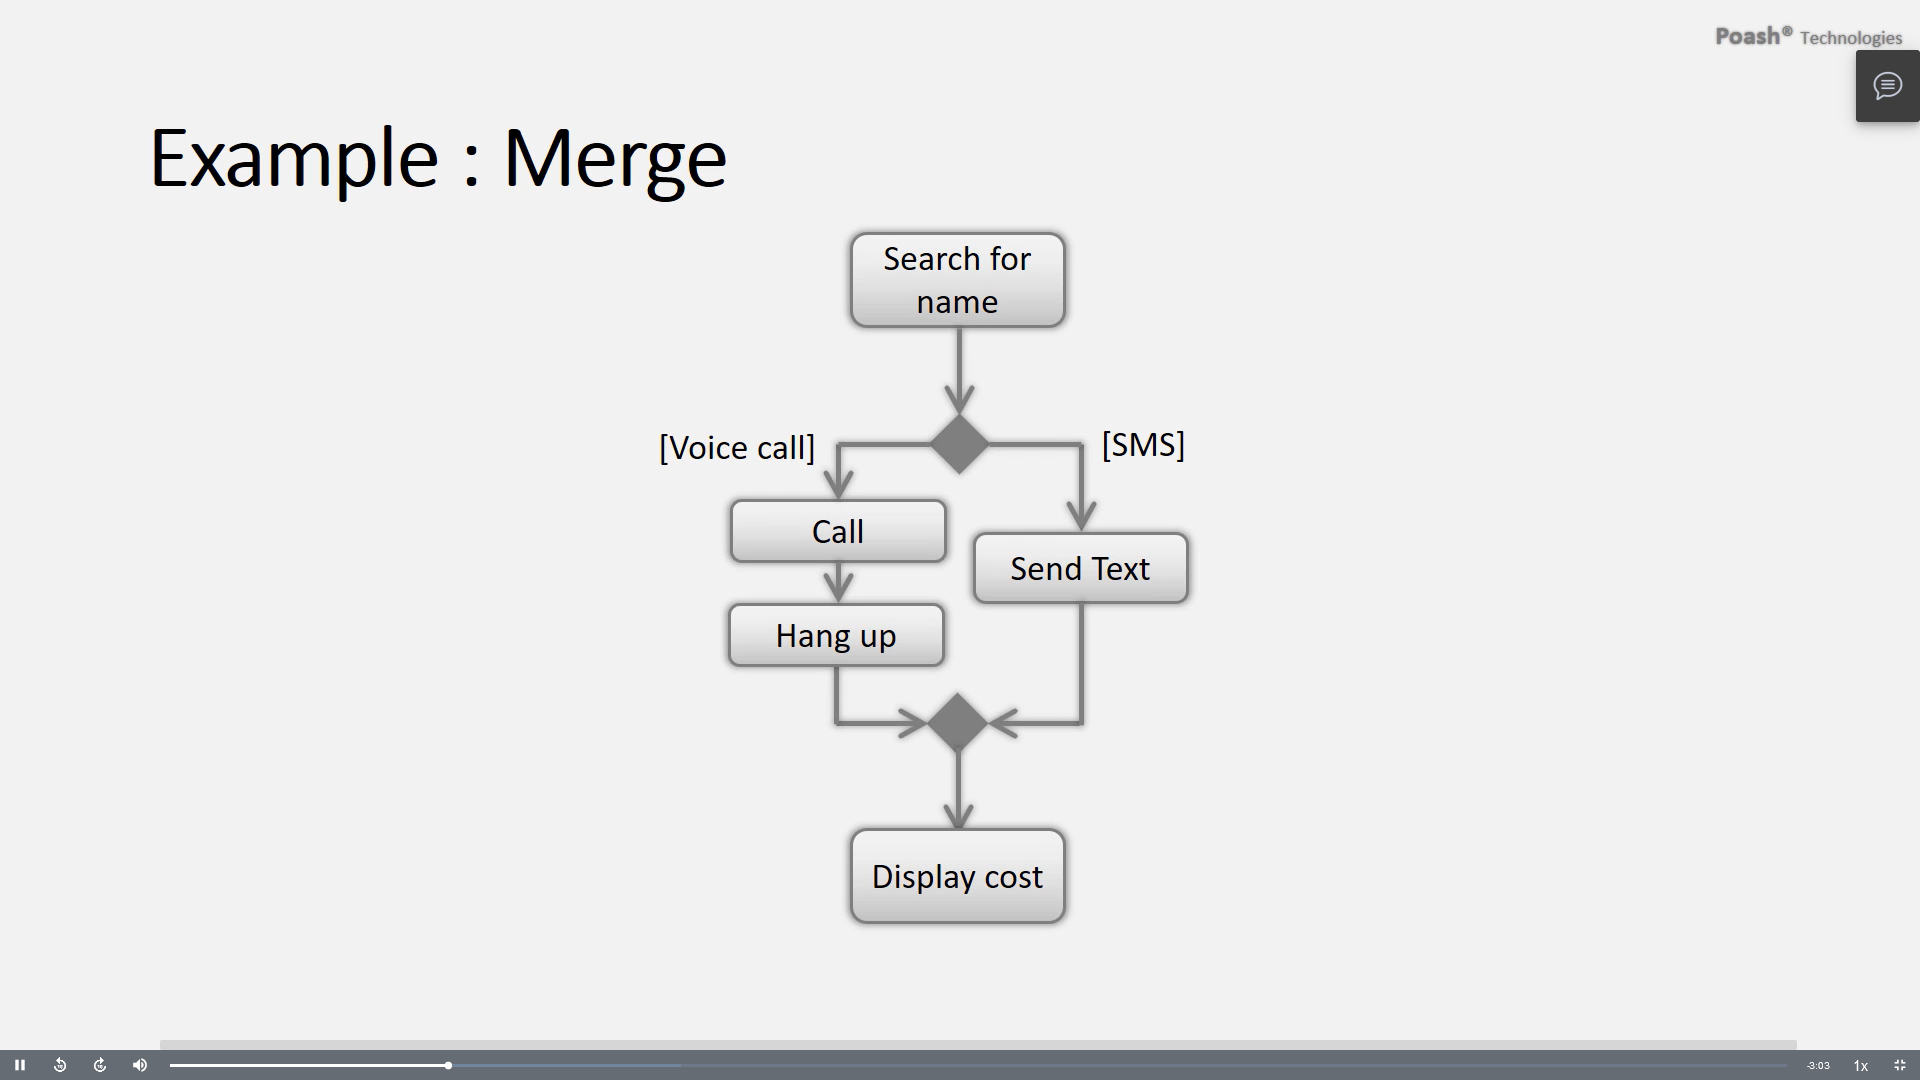 Poash® Technologies
Example : Merge
Search for
name
[Voice call]
[SMS]
Call
Send Text
Hang up
Display cost
-3:03
1x